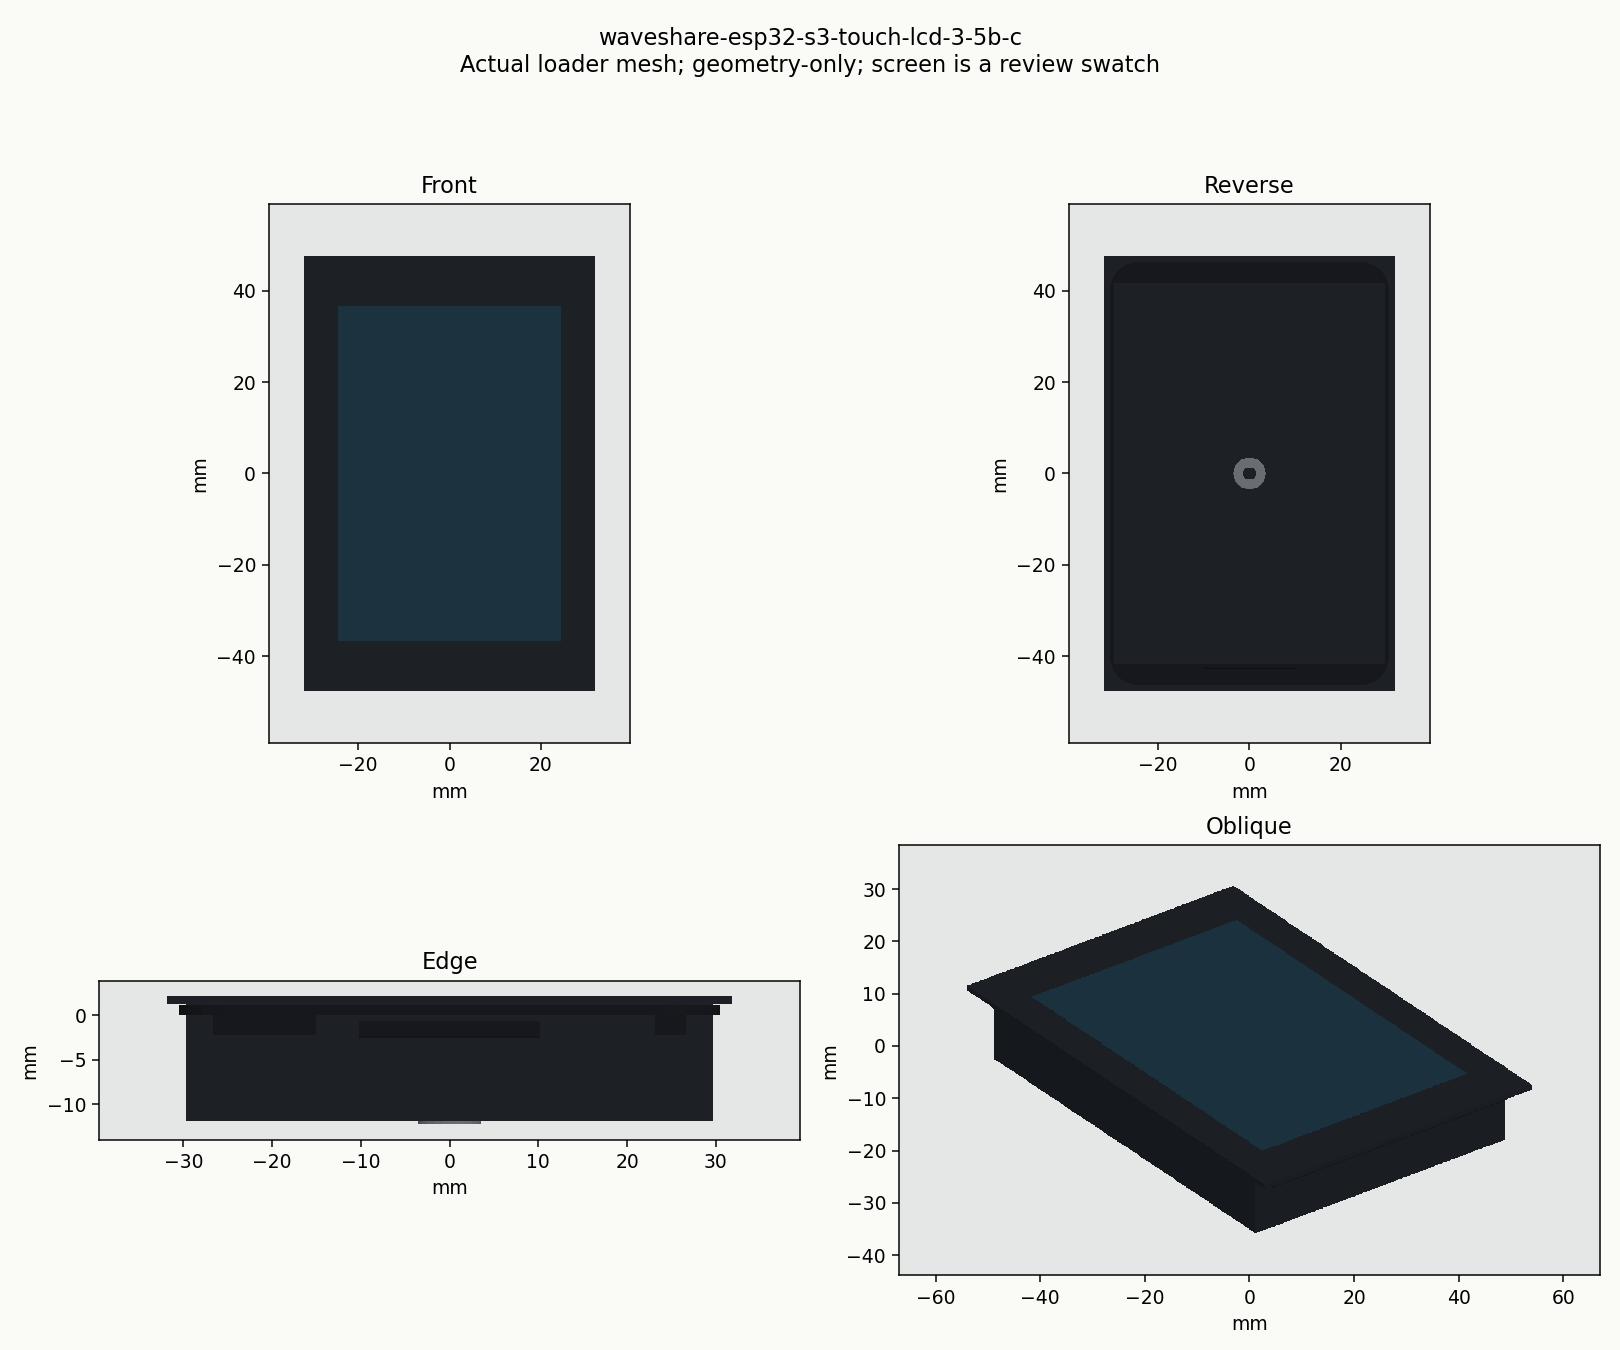 waveshare-esp32-s3-touch-lcd-3-5b-c
Actual loader mesh; geometry-only; screen is a review swatch
Front
40
20
0
−20
−40
mm
−20
0
20
mm
Reverse
40
20
0
−20
−40
mm
−20
0
20
mm
Edge
0
−5
−10
mm
−30
−20
−10
0
10
20
30
mm
Oblique
30
20
10
0
−10
−20
−30
−40
mm
−60
−40
−20
0
20
40
60
mm